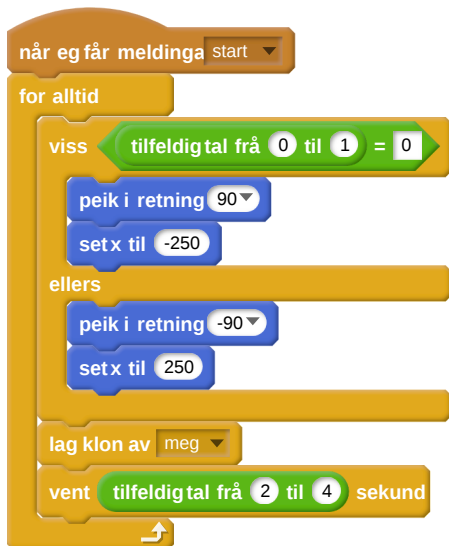 når eg får meldinga start
for alltid
viss tilfeldig tal frå 0 til 1 = 0
peik i retning 90
set x til -250
ellers
peik i retning -90
set x til 250
lag klon av meg
vent tilfeldig tal frå 2 til 4 sekund